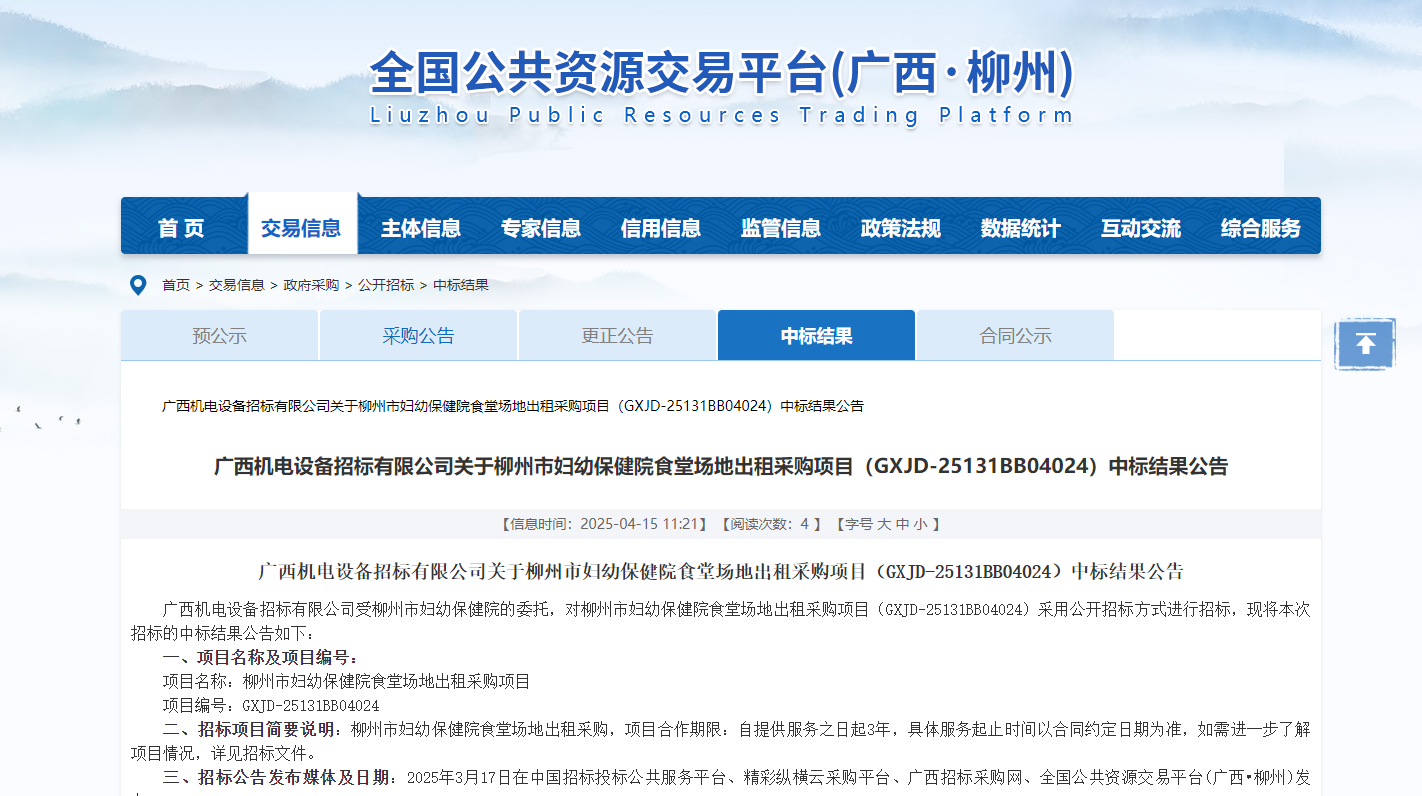 全国公共资源交易平台(广西·柳州)
Liuzhou Public Resources Trading Platform
首 页 交易信息 主体信息 专家信息 信用信息 监管信息 政策法规 数据统计 互动交流 综合服务
首页 > 交易信息 > 政府采购 > 公开招标 > 中标结果
预公示 采购公告 更正公告 中标结果 合同公示
广西机电设备招标有限公司关于柳州市妇幼保健院食堂场地出租采购项目（GXJD-25131BB04024）中标结果公告
广西机电设备招标有限公司关于柳州市妇幼保健院食堂场地出租采购项目（GXJD-25131BB04024）中标结果公告
【信息时间：2025-04-15 11:21】 【阅读次数：4 】 【字号 大 中 小 】
广西机电设备招标有限公司关于柳州市妇幼保健院食堂场地出租采购项目（GXJD-25131BB04024）中标结果公告
广西机电设备招标有限公司受柳州市妇幼保健院的委托，对柳州市妇幼保健院食堂场地出租采购项目（GXJD-25131BB04024）采用公开招标方式进行招标，现将本次
招标的中标结果公告如下：
一、项目名称及项目编号：
项目名称：柳州市妇幼保健院食堂场地出租采购项目
项目编号：GXJD-25131BB04024
二、招标项目简要说明：柳州市妇幼保健院食堂场地出租采购，项目合作期限：自提供服务之日起3年，具体服务起止时间以合同约定日期为准，如需进一步了解
项目情况，详见招标文件。
三、招标公告发布媒体及日期：2025年3月17日在中国招标投标公共服务平台、精彩纵横云采购平台、广西招标采购网、全国公共资源交易平台(广西•柳州)发